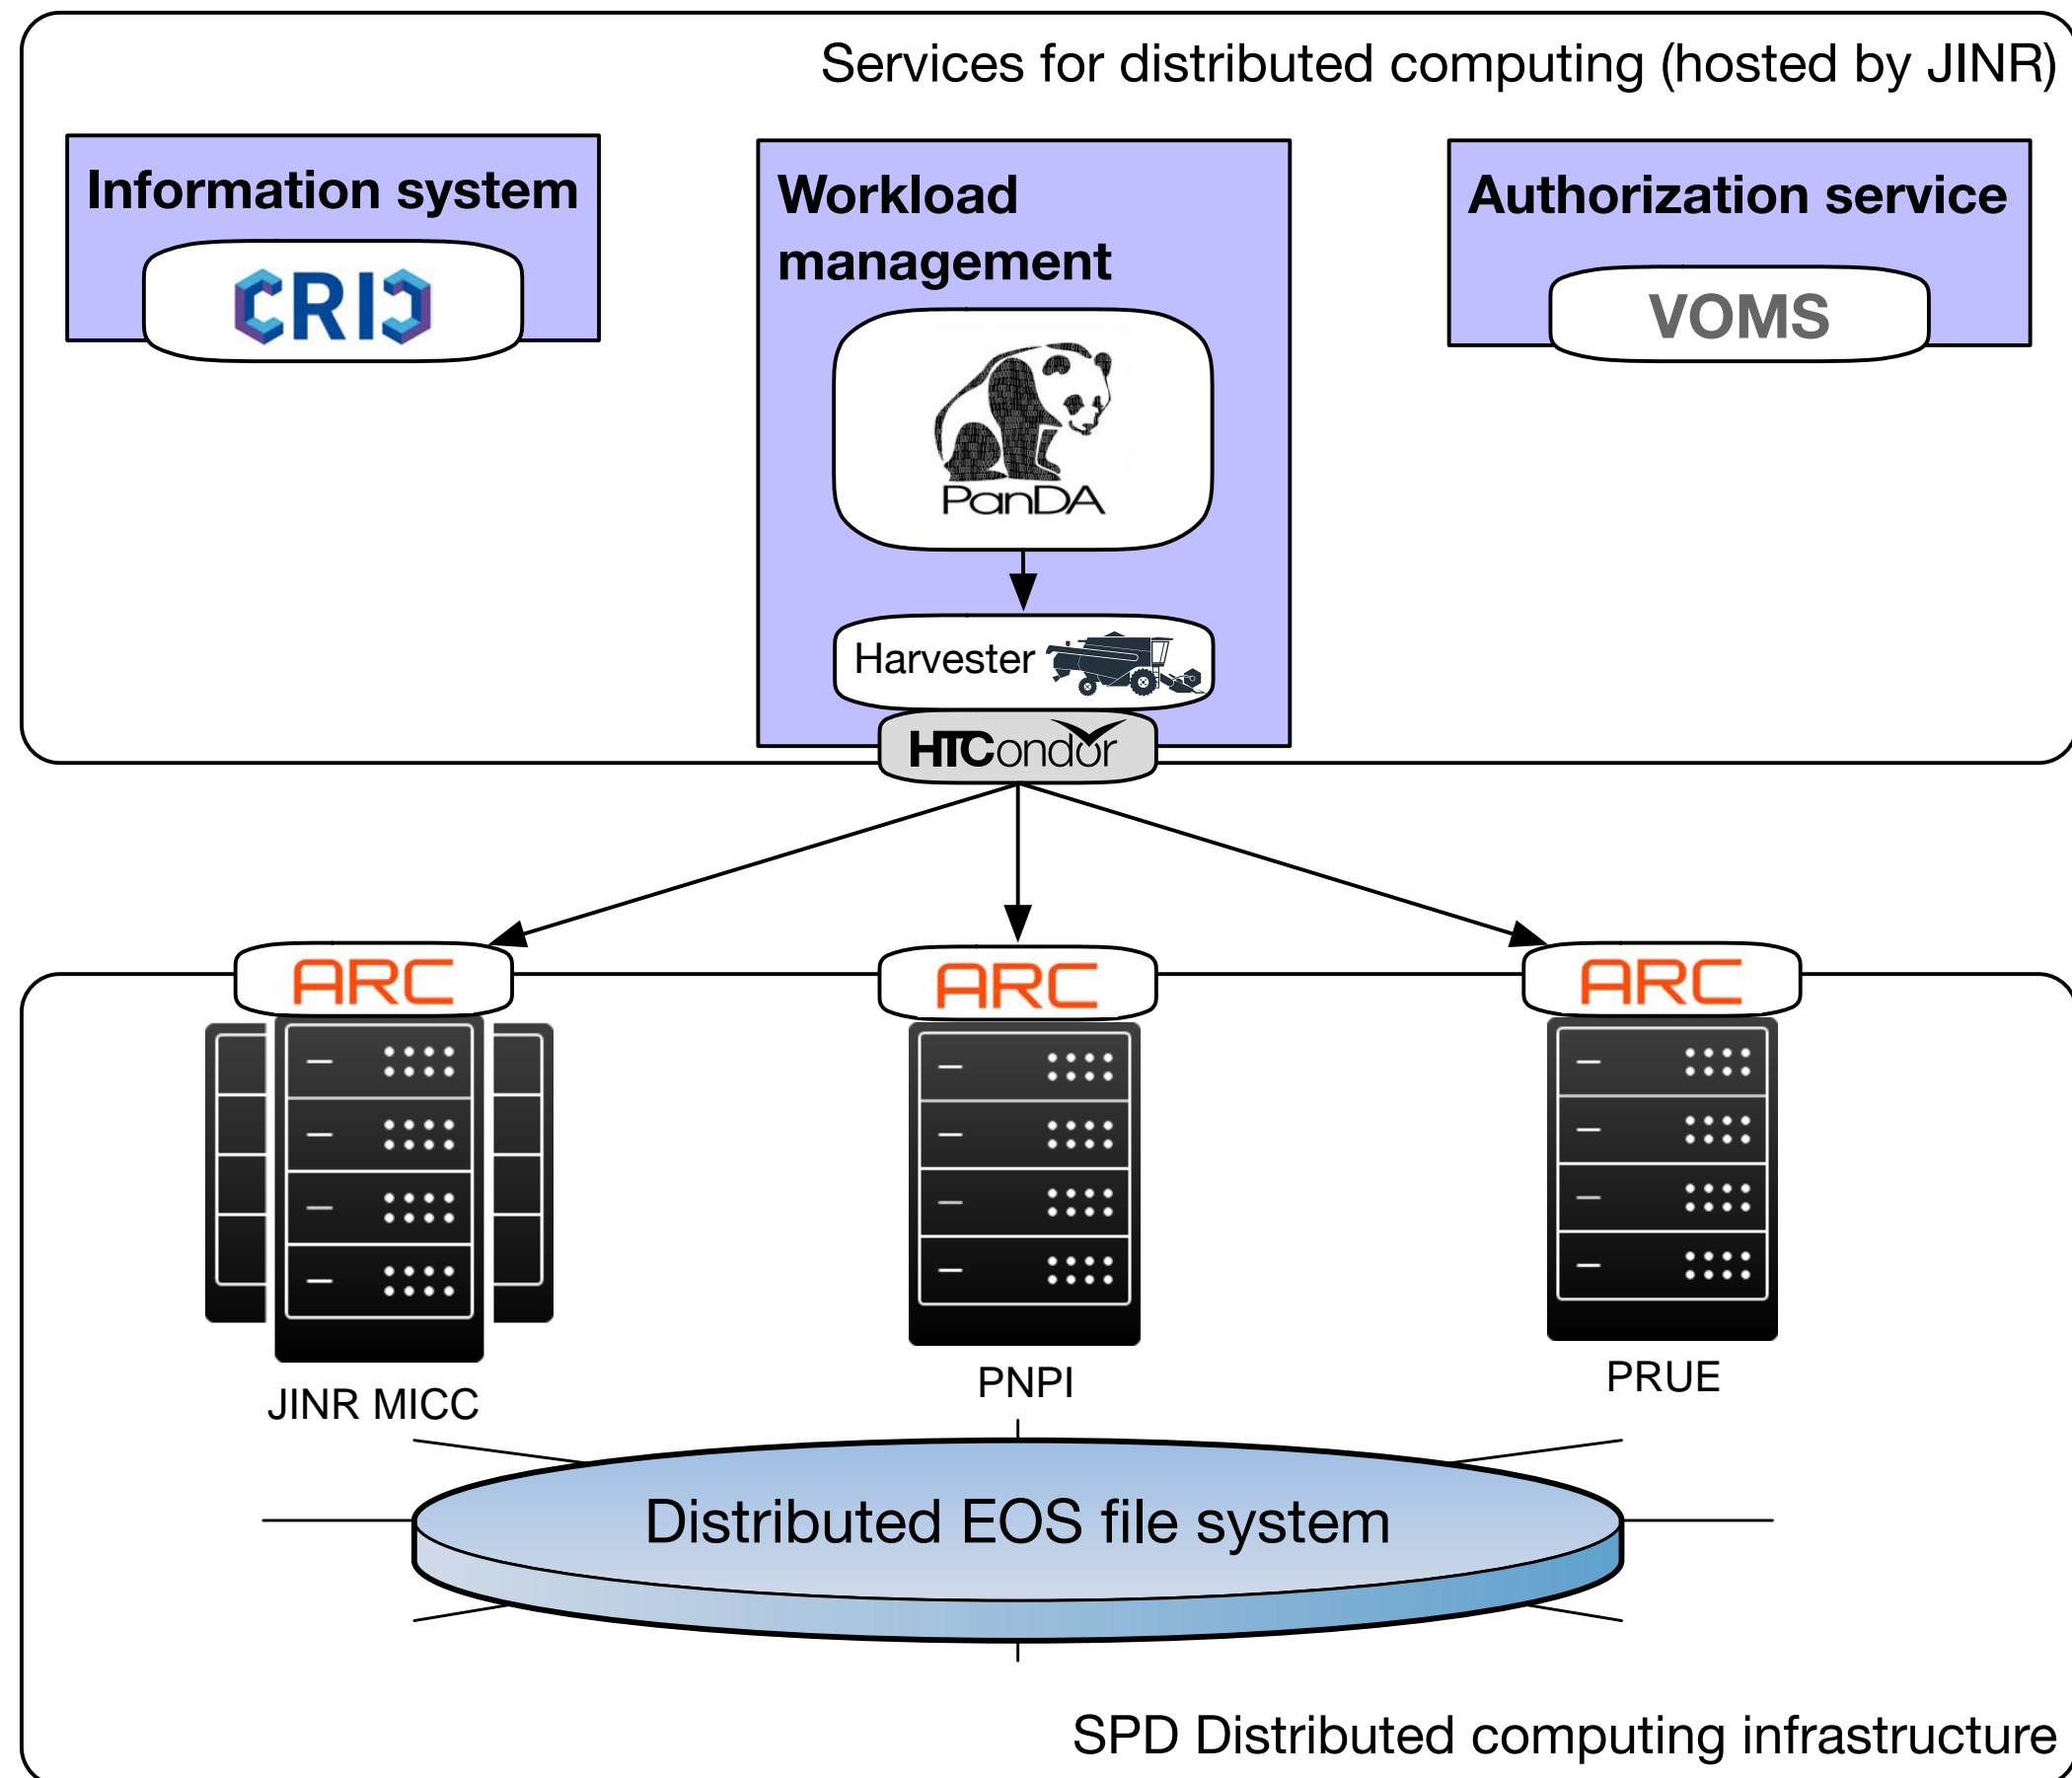 Services for distributed computing (hosted by JINR)
Information system
CRIC
Workload
management
PanDA
Harvester
HTCondor
Authorization service
VOMS
ARC
ARC
ARC
JINR MICC
PNPI
PRUE
Distributed EOS file system
SPD Distributed computing infrastructure